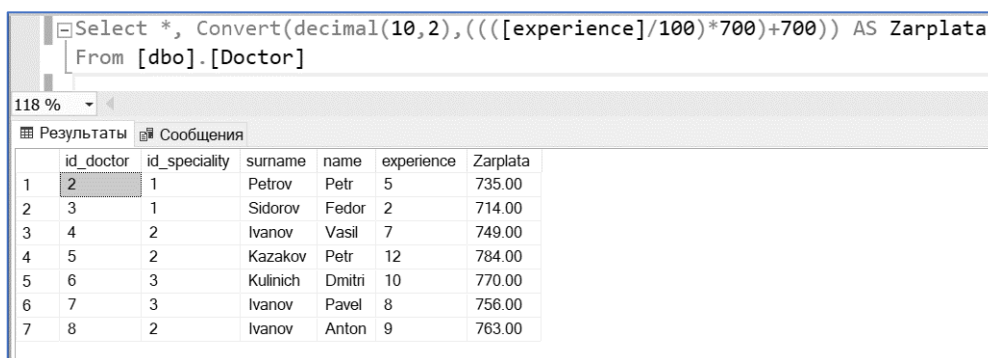 Select *, Convert(decimal(10,2),((([experience]/100)*700)+700)) AS Zarplata
From [dbo].[Doctor]
118 %
Результаты Сообщения
id_doctor id_speciality surname name experience Zarplata
1 2 1 Petrov Petr 5 735.00
2 3 1 Sidorov Fedor 2 714.00
3 4 2 Ivanov Vasil 7 749.00
4 5 2 Kazakov Petr 12 784.00
5 6 3 Kulinich Dmitri 10 770.00
6 7 3 Ivanov Pavel 8 756.00
7 8 2 Ivanov Anton 9 763.00